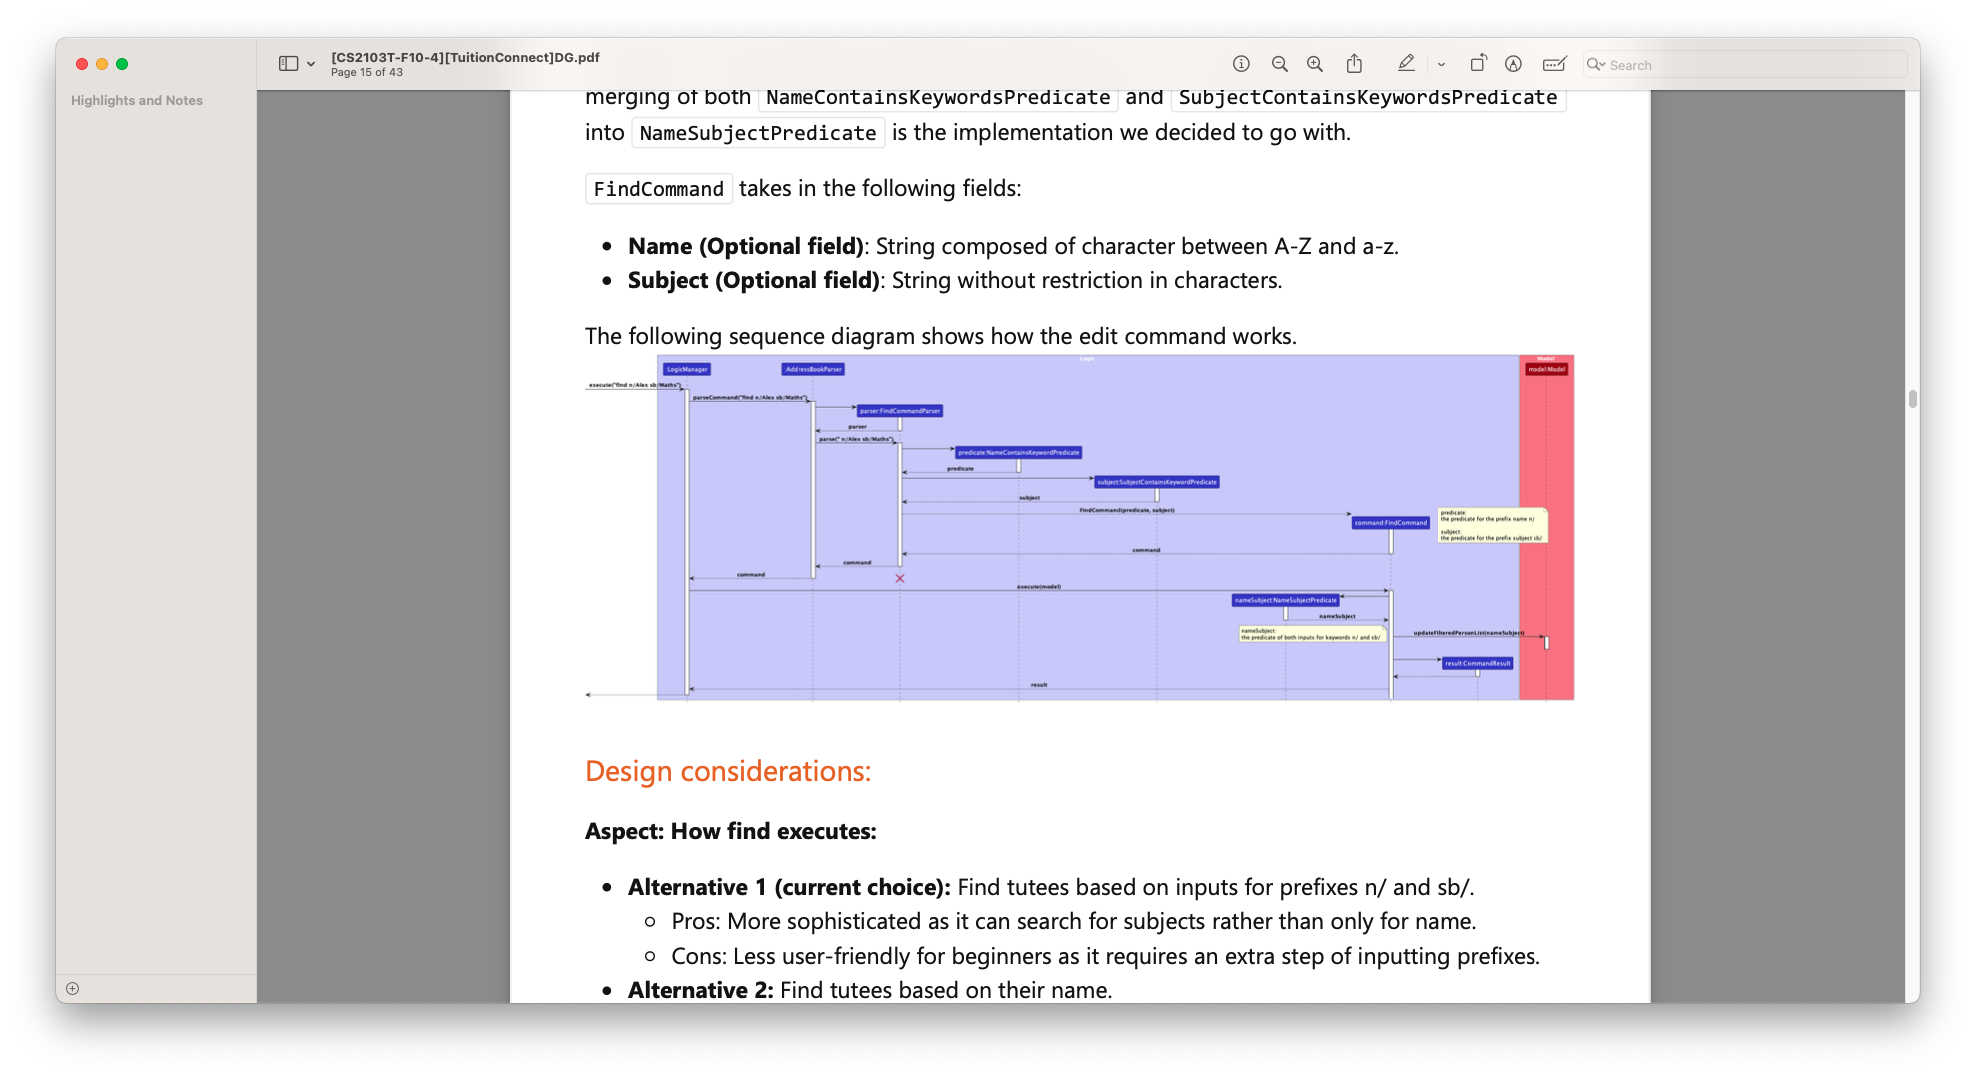 [CS2103T-F10-4][TuitionConnect]DG.pdf
Page 15 of 43
Search
Highlights and Notes
merging of both NameContainsKeywordsPredicate and SubjectContainsKeywordsPredicate
into NameSubjectPredicate is the implementation we decided to go with.
FindCommand takes in the following fields:
• Name (Optional field): String composed of character between A-Z and a-z.
• Subject (Optional field): String without restriction in characters.
The following sequence diagram shows how the edit command works.
Logic
Model
:LogicManager
:AddressBookParser
model:Model
execute("find n/Alex sb/Maths")
parseCommand("find n/Alex sb/Maths")
parser:FindCommandParser
parser
parse(" n/Alex sb/Maths")
predicate:NameContainsKeywordPredicate
predicate
subject:SubjectContainsKeywordPredicate
subject
FindCommand(predicate, subject)
command:FindCommand
predicate:
the predicate for the prefix name n/
subject:
the predicate for the prefix subject sb/
command
command
command
execute(model)
nameSubject:NameSubjectPredicate
nameSubject
nameSubject:
the predicate of both inputs for keywords n/ and sb/
updateFilteredPersonList(nameSubject)
result:CommandResult
result
Design considerations:
Aspect: How find executes:
• Alternative 1 (current choice): Find tutees based on inputs for prefixes n/ and sb/.
○ Pros: More sophisticated as it can search for subjects rather than only for name.
○ Cons: Less user-friendly for beginners as it requires an extra step of inputting prefixes.
• Alternative 2: Find tutees based on their name.